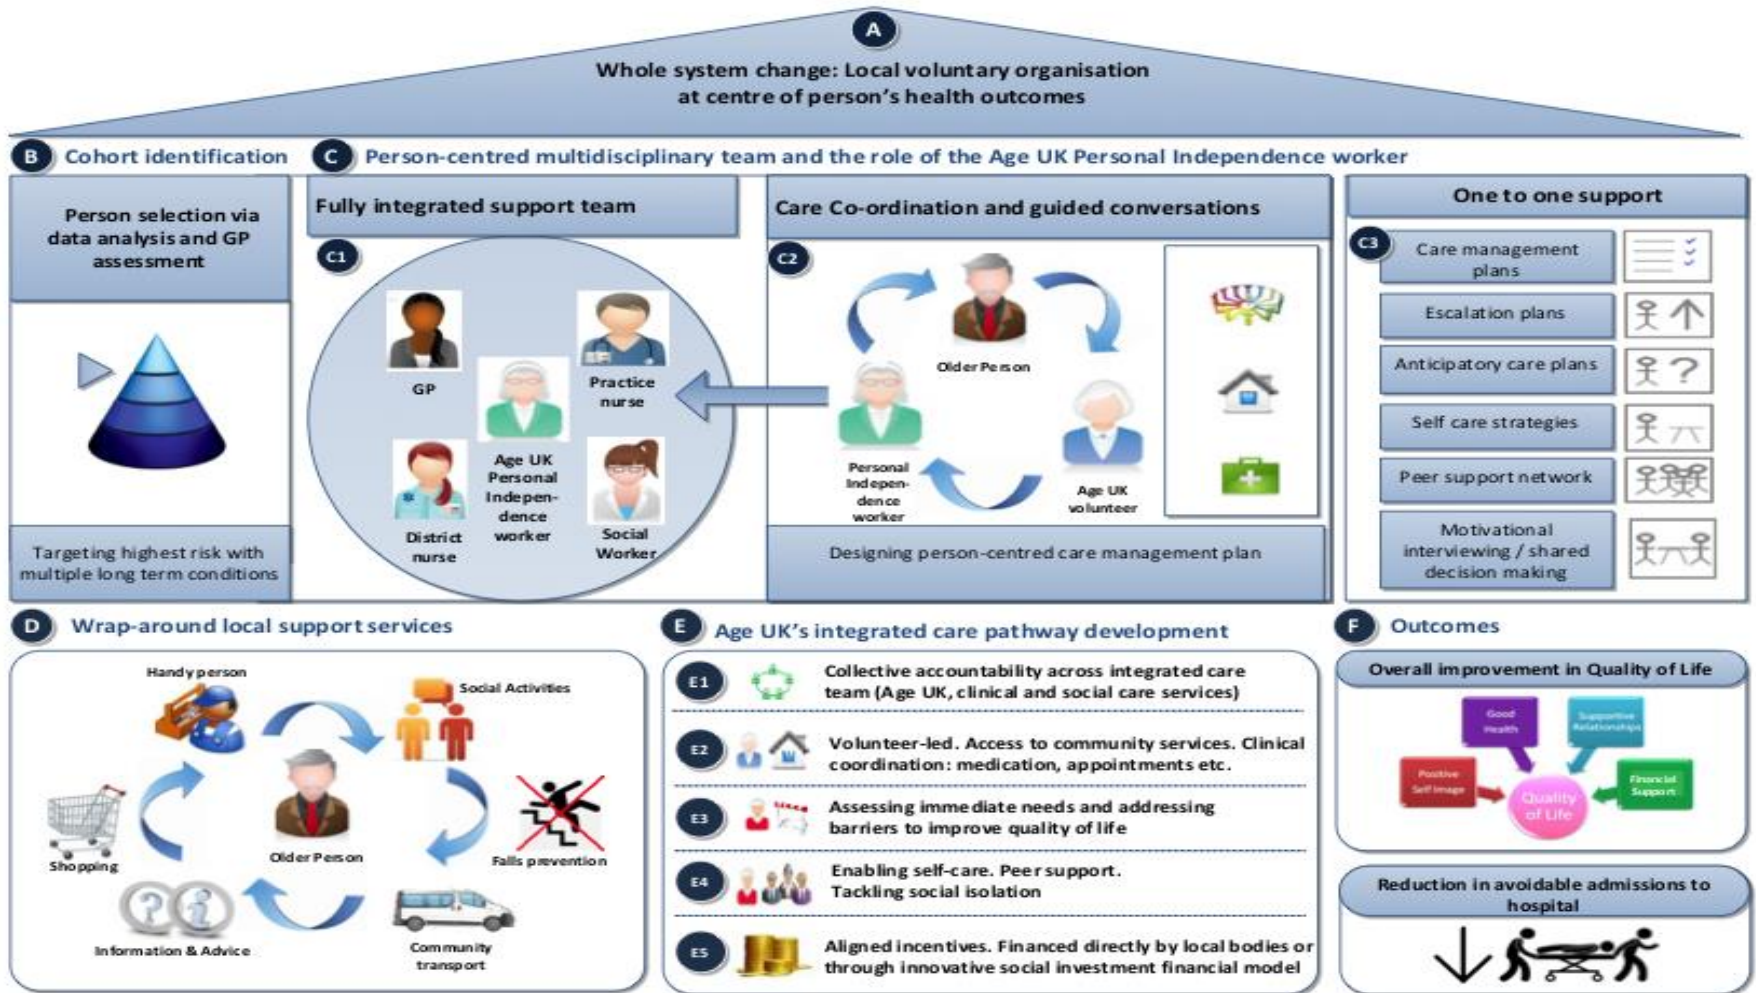 A
Whole system change: Local voluntary organisation
at centre of person's health outcomes
B Cohort identification
C Person-centred multidisciplinary team and the role of the Age UK Personal Independence worker
Person selection via
data analysis and GP
assessment
Targeting highest risk with
multiple long term conditions
Fully integrated support team
C1
GP
Practice
nurse
Age UK
Personal
Indepen-
dence
worker
District
nurse
Social
Worker
Care Co-ordination and guided conversations
C2
Older Person
Personal
Indepen-
dence
worker
Age UK
volunteer
Designing person-centred care management plan
One to one support
C3
Care management
plans
Escalation plans
Anticipatory care plans
Self care strategies
Peer support network
Motivational
interviewing / shared
decision making
D Wrap-around local support services
Handy person
Social Activities
Older Person
Shopping
Falls prevention
Information & Advice
Community
transport
E Age UK's integrated care pathway development
E1
Collective accountability across integrated care
team (Age UK, clinical and social care services)
E2
Volunteer-led. Access to community services. Clinical
coordination: medication, appointments etc.
E3
Assessing immediate needs and addressing
barriers to improve quality of life
E4
Enabling self-care. Peer support.
Tackling social isolation
E5
Aligned incentives. Financed directly by local bodies or
through innovative social investment financial model
F Outcomes
Overall improvement in Quality of Life
Good
Health
Supportive
Relationships
Positive
Self Image
Financial
Support
Quality
of Life
Reduction in avoidable admissions to
hospital